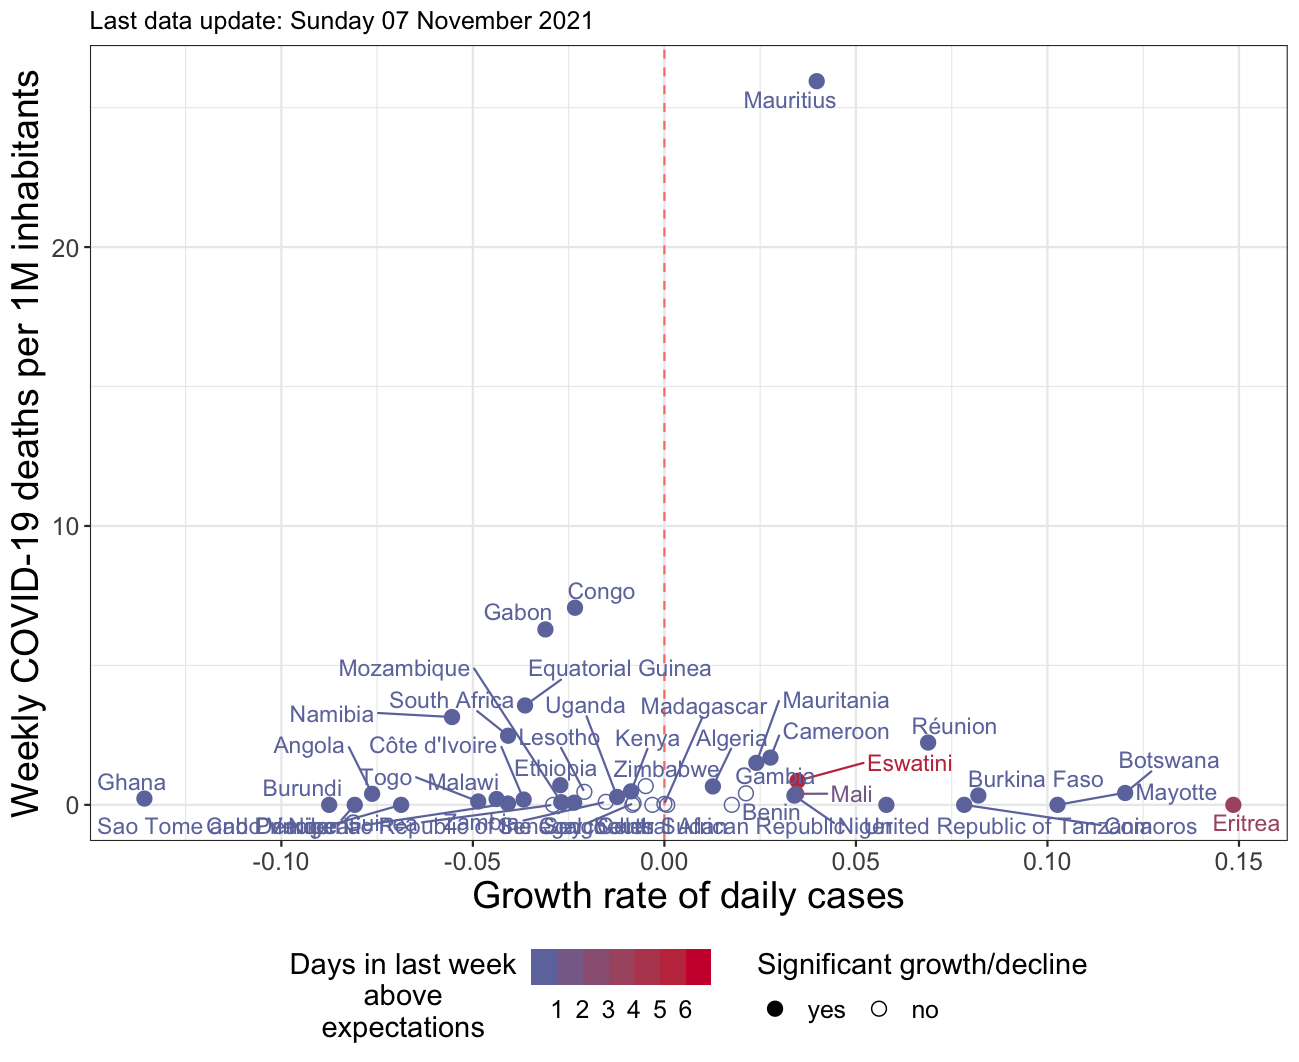 Last data update: Sunday 07 November 2021
Weekly COVID-19 deaths per 1M inhabitants
20
10
0
Mauritius
Congo
Gabon
Mozambique
Equatorial Guinea
South Africa
Uganda
Madagascar
Mauritania
Namibia
Réunion
Angola
Côte d'Ivoire
Lesotho
Kenya
Algeria
Cameroon
Ghana
Togo
Malawi
Ethiopia
Zimbabwe
Gambia
Eswatini
Botswana
Burundi
Burkina Faso
Mali
Mayotte
Benin
Eritrea
Sao Tome and
Zambia
Central African Republic
Niger
United Republic of Tanzania
Comoros
-0.10
-0.05
0.00
0.05
0.10
0.15
Growth rate of daily cases
Days in last week
above
expectations
1 2 3 4 5 6
Significant growth/decline
yes
no